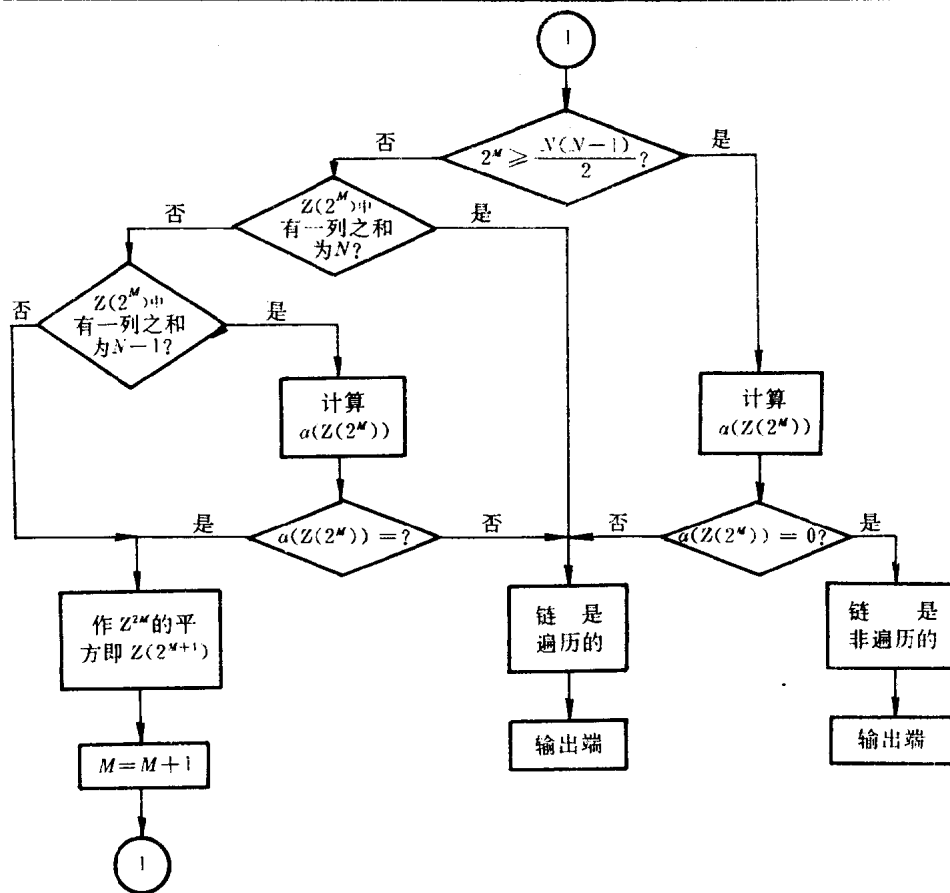 1
2^M ≥ N(N-1)/2 ?
否
是
Z(2^M)中
有一列之和
为N?
否
是
Z(2^M)中
有一列之和
为N-1?
否
是
计算
a(Z(2^M))
计算
a(Z(2^M))
a(Z(2^M))=?
是
否
a(Z(2^M))=0?
否
是
作Z^{2M}的平
方即Z(2^{M+1})
链 是
遍历的
链 是
非遍历的
M=M+1
输出端
输出端
1